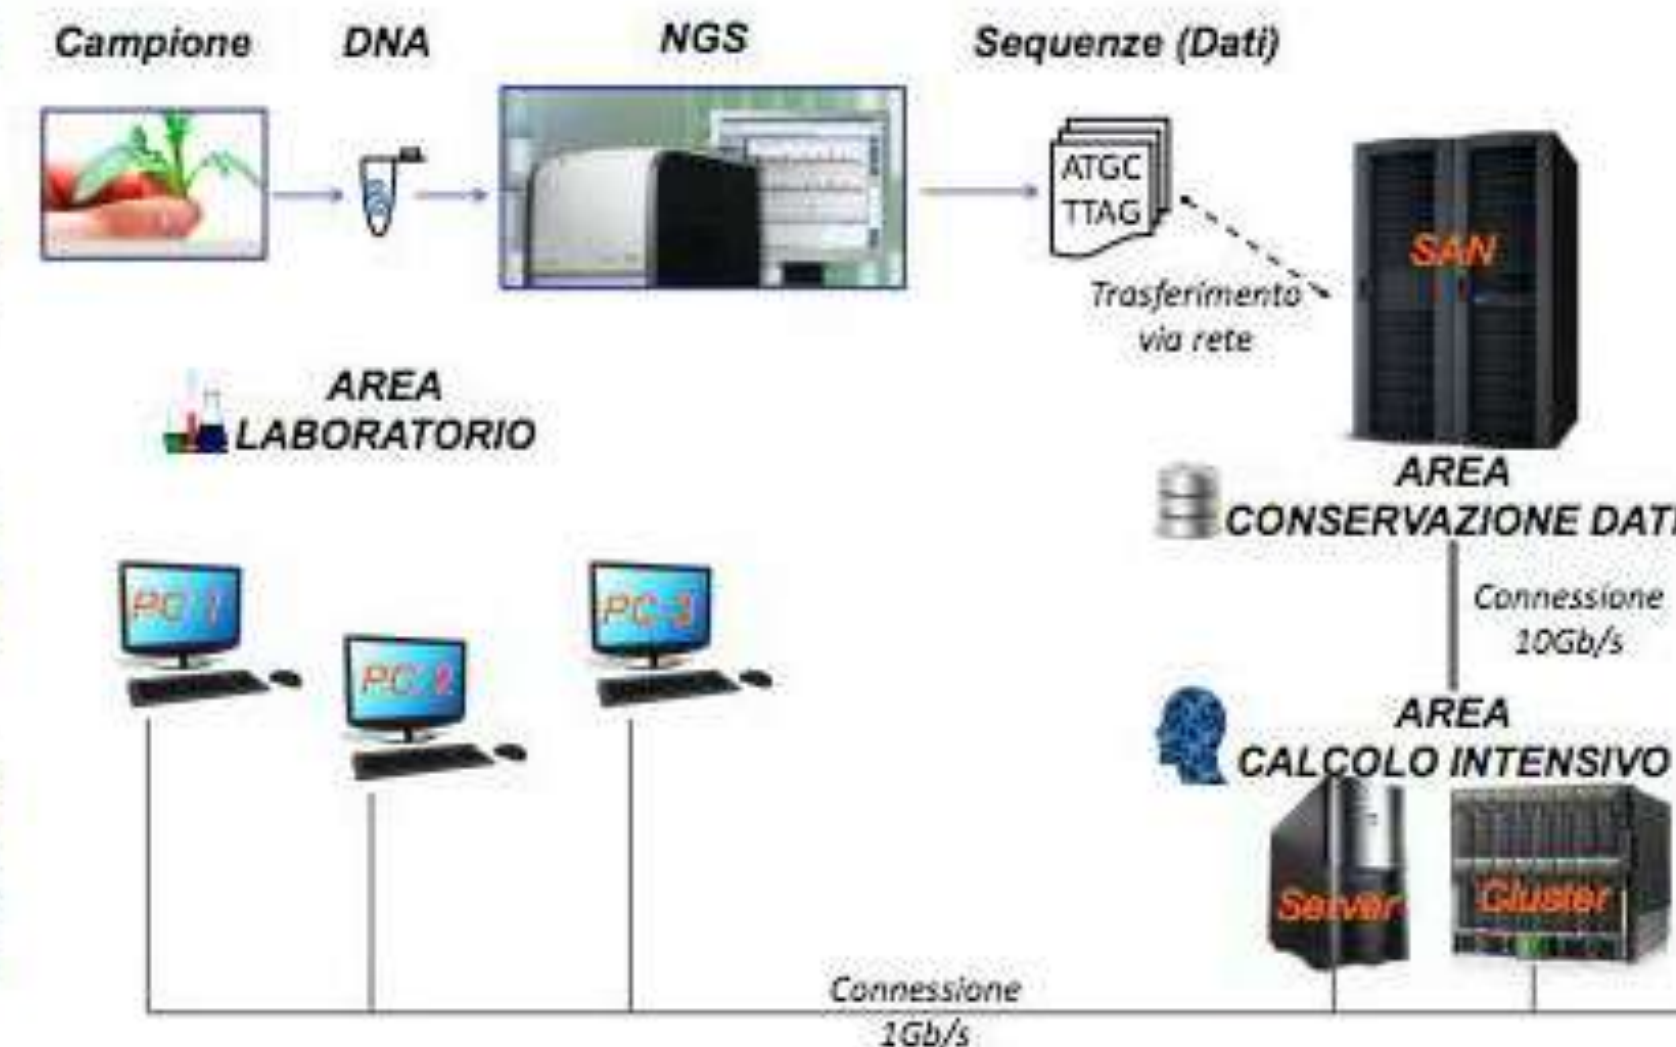 Campione
DNA
NGS
Sequenze (Dati)
ATGC
TTAG
SAN
Trasferimento
via rete
AREA
LABORATORIO
AREA
CONSERVAZIONE DATI
PC 1
PC 2
PC 3
Connessione
10Gb/s
AREA
CALCOLO INTENSIVO
Server
Cluster
Connessione
1Gb/s